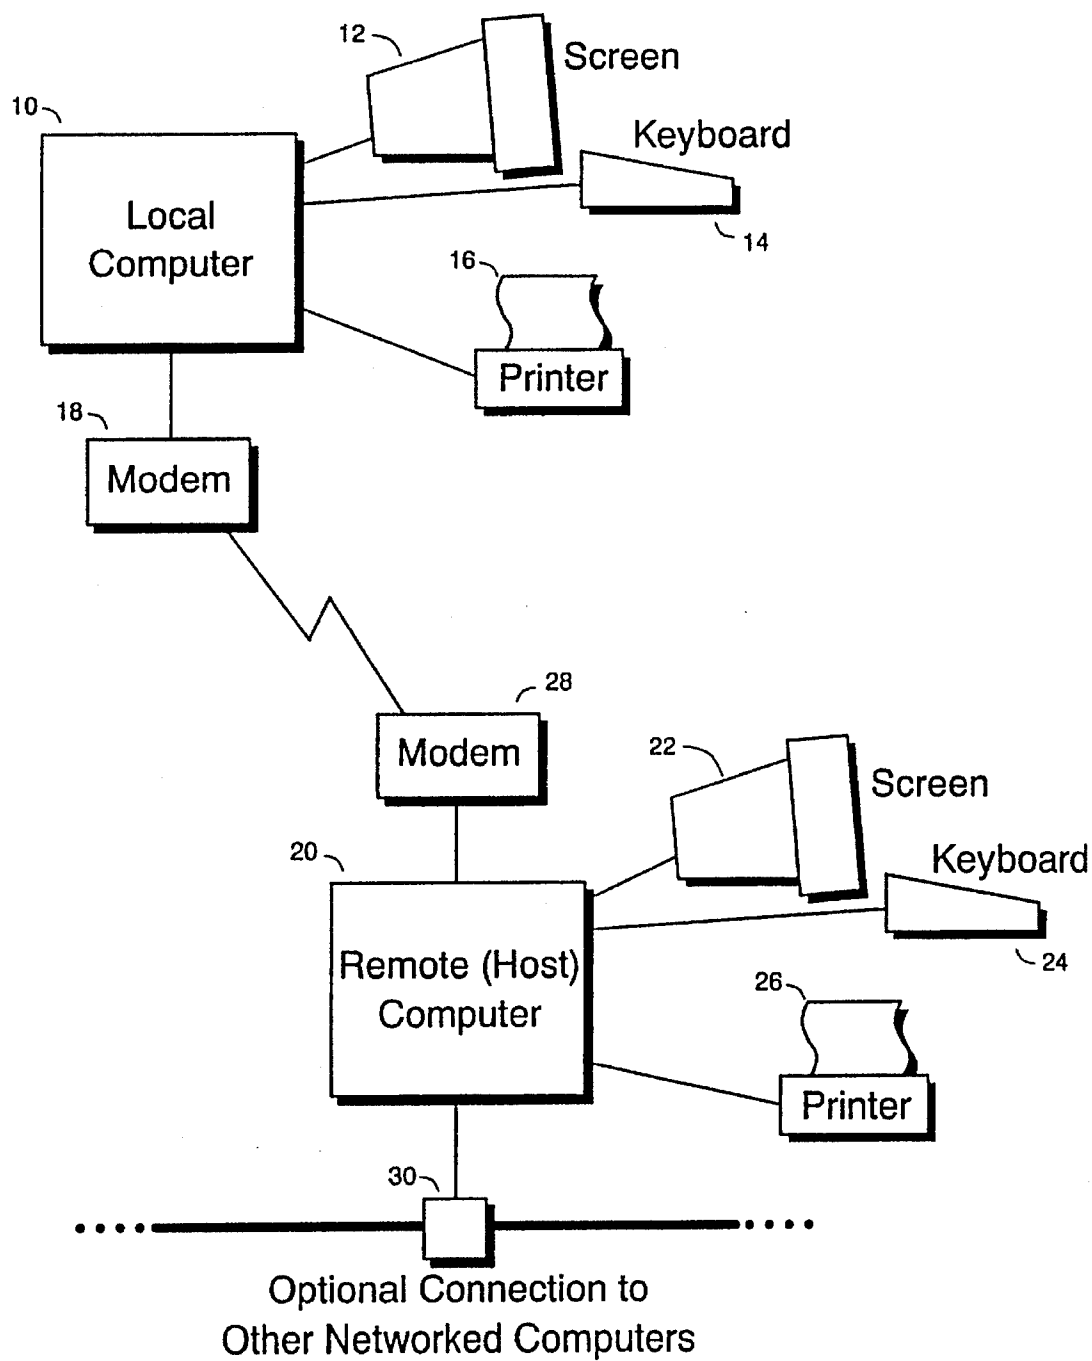 12
Screen
10
Keyboard
Local
Computer
14
16
Printer
18
Modem
28
Modem
22
Screen
20
Keyboard
Remote (Host)
Computer
24
26
Printer
30
Optional Connection to
Other Networked Computers